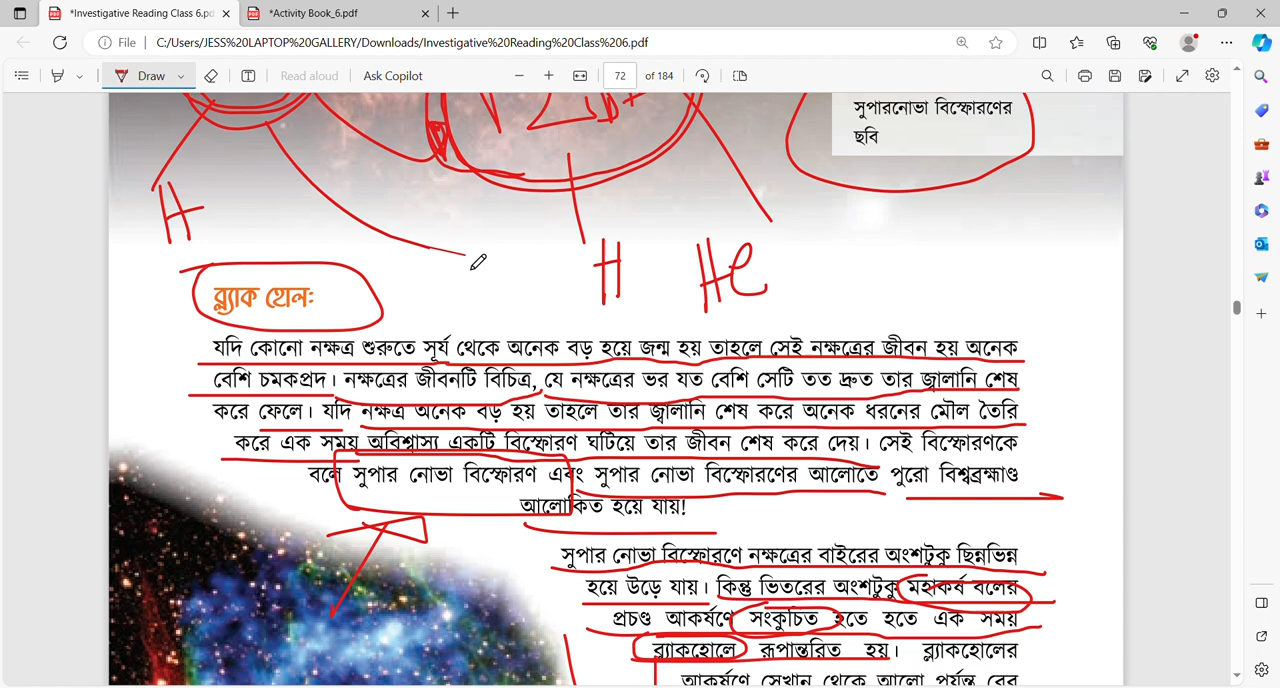 *Investigative Reading Class 6.pd
*Activity Book_6.pdf
File
C:/Users/JESS%20LAPTOP%20GALLERY/Downloads/Investigative%20Reading%20Class%206.pdf
Draw
Read aloud
Ask Copilot
72
of 184
সুপারনোভা বিস্ফোরণের
ছবি
H
H
He
ব্ল্যাক হোল:
যদি কোনো নক্ষত্র শুরুতে সূর্য থেকে অনেক বড় হয়ে জন্ম হয় তাহলে সেই নক্ষত্রের জীবন হয় অনেক
বেশি চমকপ্রদ। নক্ষত্রের জীবনটি বিচিত্র, যে নক্ষত্রের ভর যত বেশি সেটি তত দ্রুত তার জ্বালানি শেষ
করে ফেলে। যদি নক্ষত্র অনেক বড় হয় তাহলে তার জ্বালানি শেষ করে অনেক ধরনের মৌল তৈরি
করে এক সময় অবিশ্বাস্য একটি বিস্ফোরণ ঘটিয়ে তার জীবন শেষ করে দেয়। সেই বিস্ফোরণকে
বলে সুপার নোভা বিস্ফোরণ এবং সুপার নোভা বিস্ফোরণের আলোতে পুরো বিশ্বব্রহ্মাণ্ড
আলোকিত হয়ে যায়!
সুপার নোভা বিস্ফোরণে নক্ষত্রের বাইরের অংশটুকু ছিন্নভিন্ন
হয়ে উড়ে যায়। কিন্তু ভিতরের অংশটুকু মহাকর্ষ বলের
প্রচণ্ড আকর্ষণে সংকুচিত হতে হতে এক সময়
ব্ল্যাকহোলে রূপান্তরিত হয়। ব্ল্যাকহোলের
আকর্ষণে সেখান থেকে আলো পর্যন্ত বের